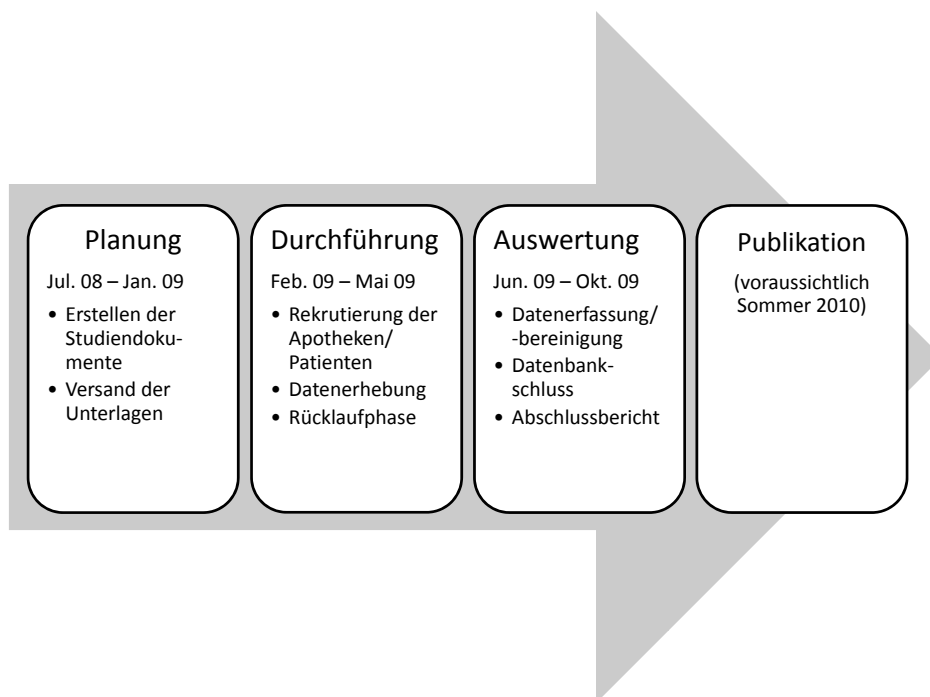 Planung
Jul. 08 – Jan. 09
• Erstellen der
Studiendoku-
mente
• Versand der
Unterlagen
Durchführung
Feb. 09 – Mai 09
• Rekrutierung der
Apotheken/
Patienten
• Datenerhebung
• Rücklaufphase
Auswertung
Jun. 09 – Okt. 09
• Datenerfassung/
-bereinigung
• Datenbank-
schluss
• Abschlussbericht
Publikation
(voraussichtlich
Sommer 2010)